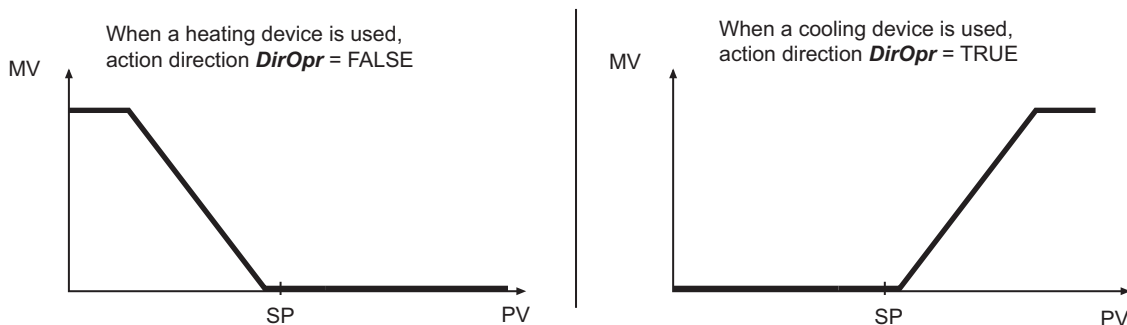 When a heating device is used,
action direction DirOpr = FALSE
MV
SP
PV
When a cooling device is used,
action direction DirOpr = TRUE
MV
SP
PV